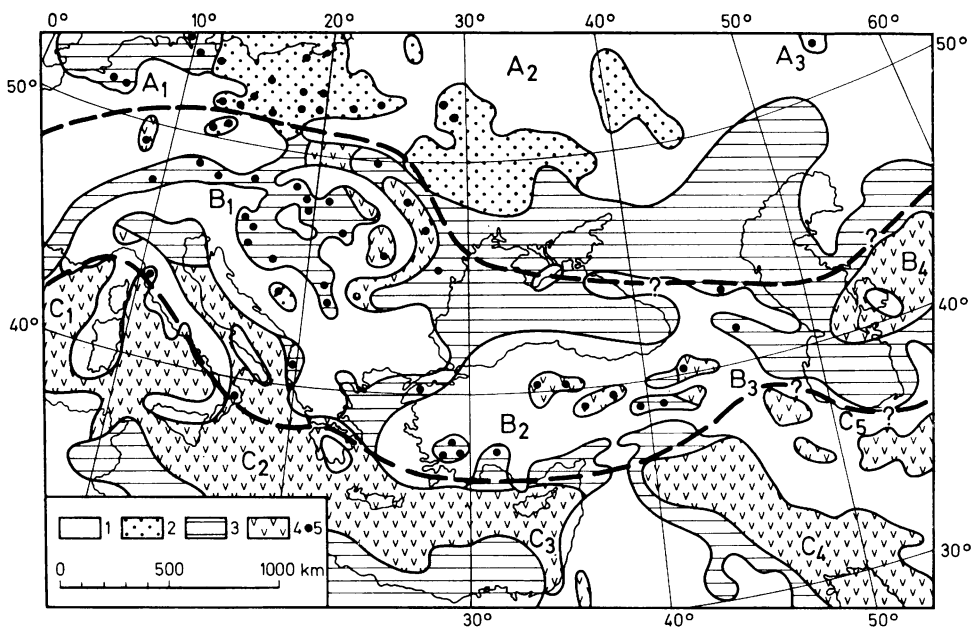 0° 10° 20° 30° 40° 50° 60°
50° A₁ A₂ A₃ 50°
B₁ ?
B₄
C₁ ?
40° 40°
B₃ ?
B₂ C₅ ?
C₂
C₃ C₄
1 2 3 4 5
0 500 1000 km
30°
30° 40° 50°